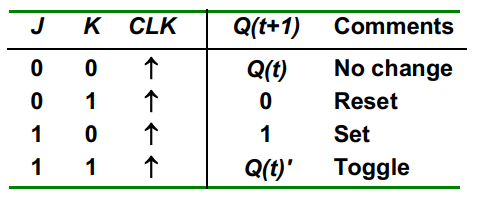 J K CLK Q(t+1) Comments
0 0 ↑ Q(t) No change
0 1 ↑ 0 Reset
1 0 ↑ 1 Set
1 1 ↑ Q(t)' Toggle